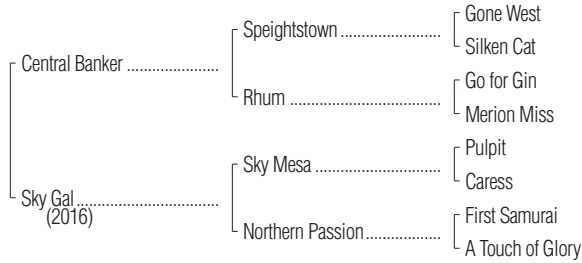 Gone West
Speightstown
Silken Cat
Central Banker
Go for Gin
Rhum
Merion Miss
Pulpit
Sky Mesa
Caress
Sky Gal
(2016)
First Samurai
Northern Passion
A Touch of Glory